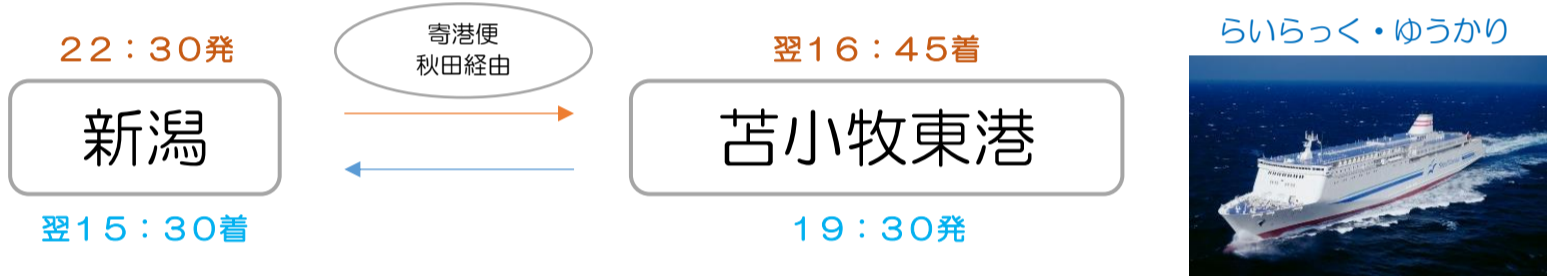 22：30発
寄港便
秋田経由
翌16：45着
らいらっく・ゆうかり
新潟
苫小牧東港
翌15：30着
19：30発